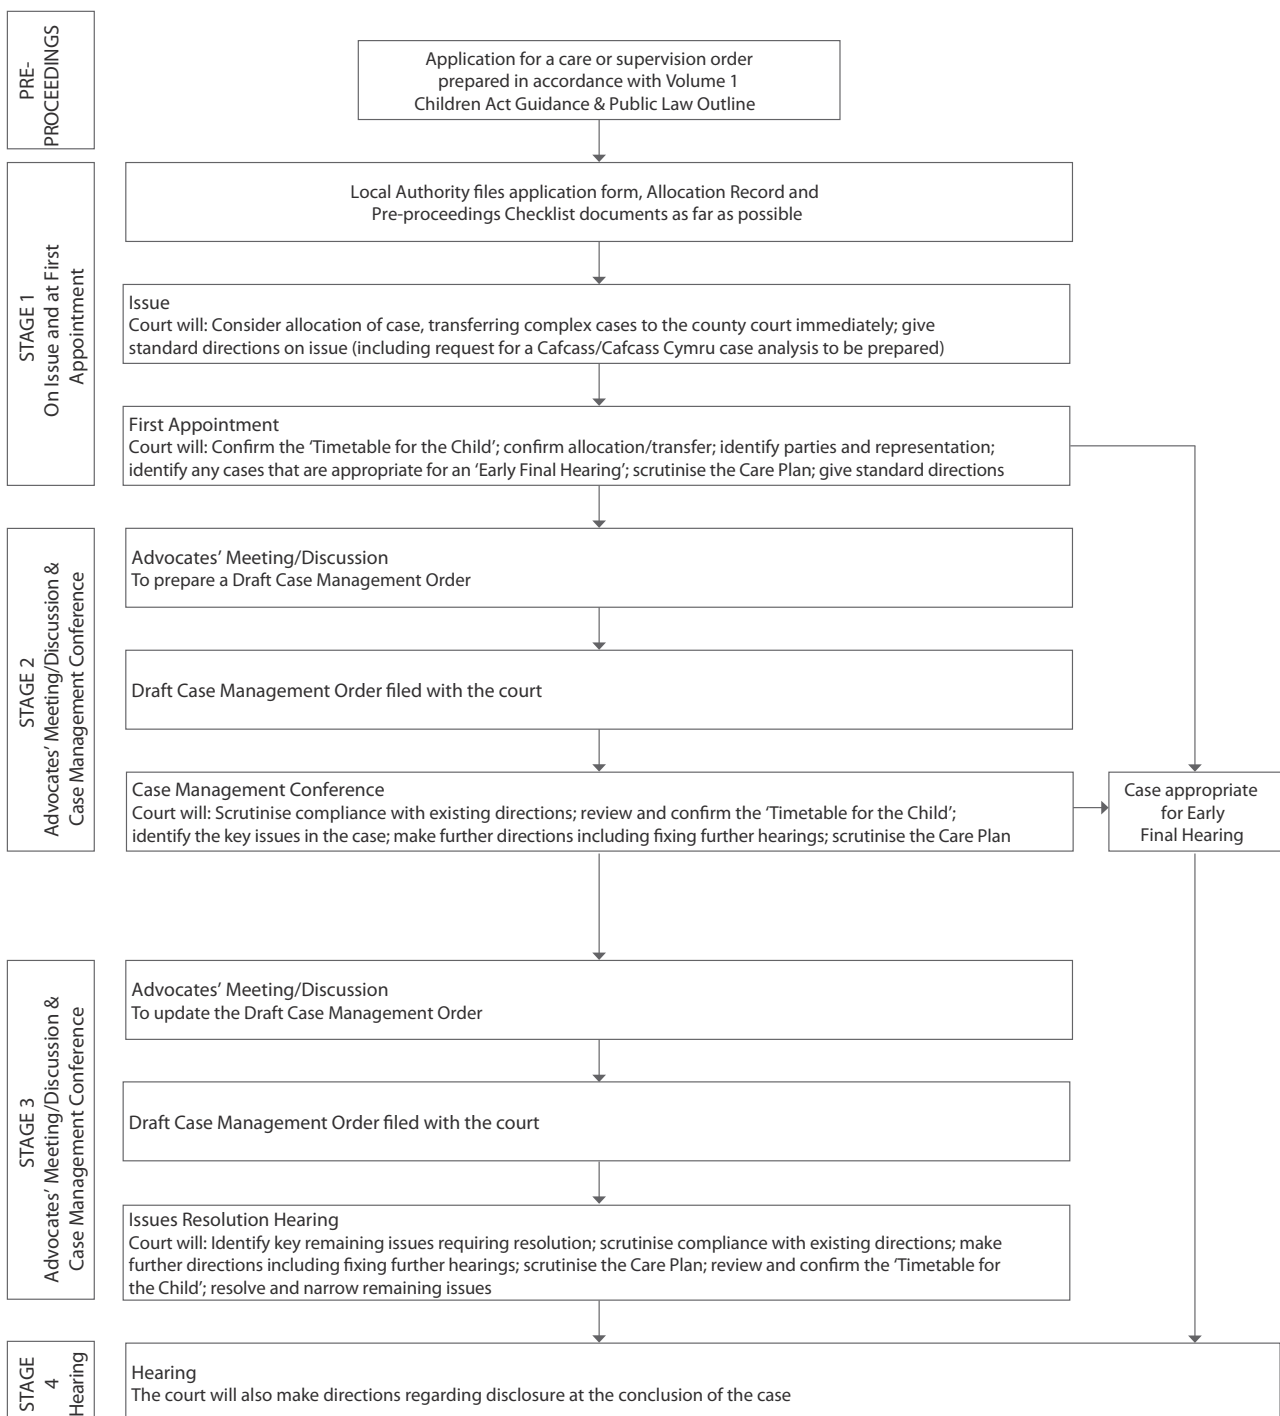 PRE-
PROCEEDINGS
Application for a care or supervision order
prepared in accordance with Volume 1
Children Act Guidance & Public Law Outline
STAGE 1
On Issue and at First
Appointment
Local Authority files application form, Allocation Record and
Pre-proceedings Checklist documents as far as possible
Issue
Court will: Consider allocation of case, transferring complex cases to the county court immediately; give
standard directions on issue (including request for a Cafcass/Cafcass Cymru case analysis to be prepared)
First Appointment
Court will: Confirm the ‘Timetable for the Child’; confirm allocation/transfer; identify parties and representation;
identify any cases that are appropriate for an ‘Early Final Hearing’; scrutinise the Care Plan; give standard directions
STAGE 2
Advocates’ Meeting/Discussion &
Case Management Conference
Advocates’ Meeting/Discussion
To prepare a Draft Case Management Order
Draft Case Management Order filed with the court
Case Management Conference
Court will: Scrutinise compliance with existing directions; review and confirm the ‘Timetable for the Child’;
identify the key issues in the case; make further directions including fixing further hearings; scrutinise the Care Plan
Case appropriate
for Early
Final Hearing
STAGE 3
Advocates’ Meeting/Discussion &
Case Management Conference
Advocates’ Meeting/Discussion
To update the Draft Case Management Order
Draft Case Management Order filed with the court
Issues Resolution Hearing
Court will: Identify key remaining issues requiring resolution; scrutinise compliance with existing directions; make
further directions including fixing further hearings; scrutinise the Care Plan; review and confirm the ‘Timetable for
the Child’; resolve and narrow remaining issues
STAGE
4
Hearing
Hearing
The court will also make directions regarding disclosure at the conclusion of the case